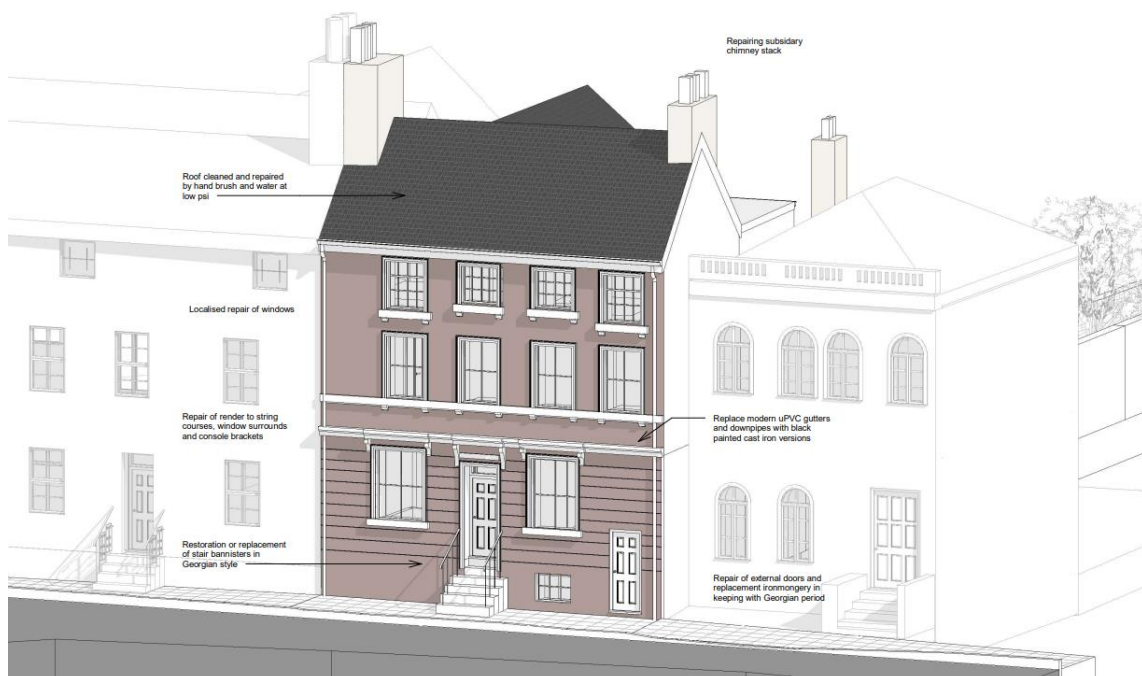 Repairing subsidary
chimney stack
Roof cleaned and repaired
by hand brush and water at
low psi
Localised repair of windows
Repair of render to string
courses, window surrounds
and console brackets
Replace modern uPVC gutters
and downpipes with black
painted cast iron versions
Restoration or replacement
of stair bannisters in
Georgian style
Repair of external doors and
replacement ironmongery in
keeping with Georgian period